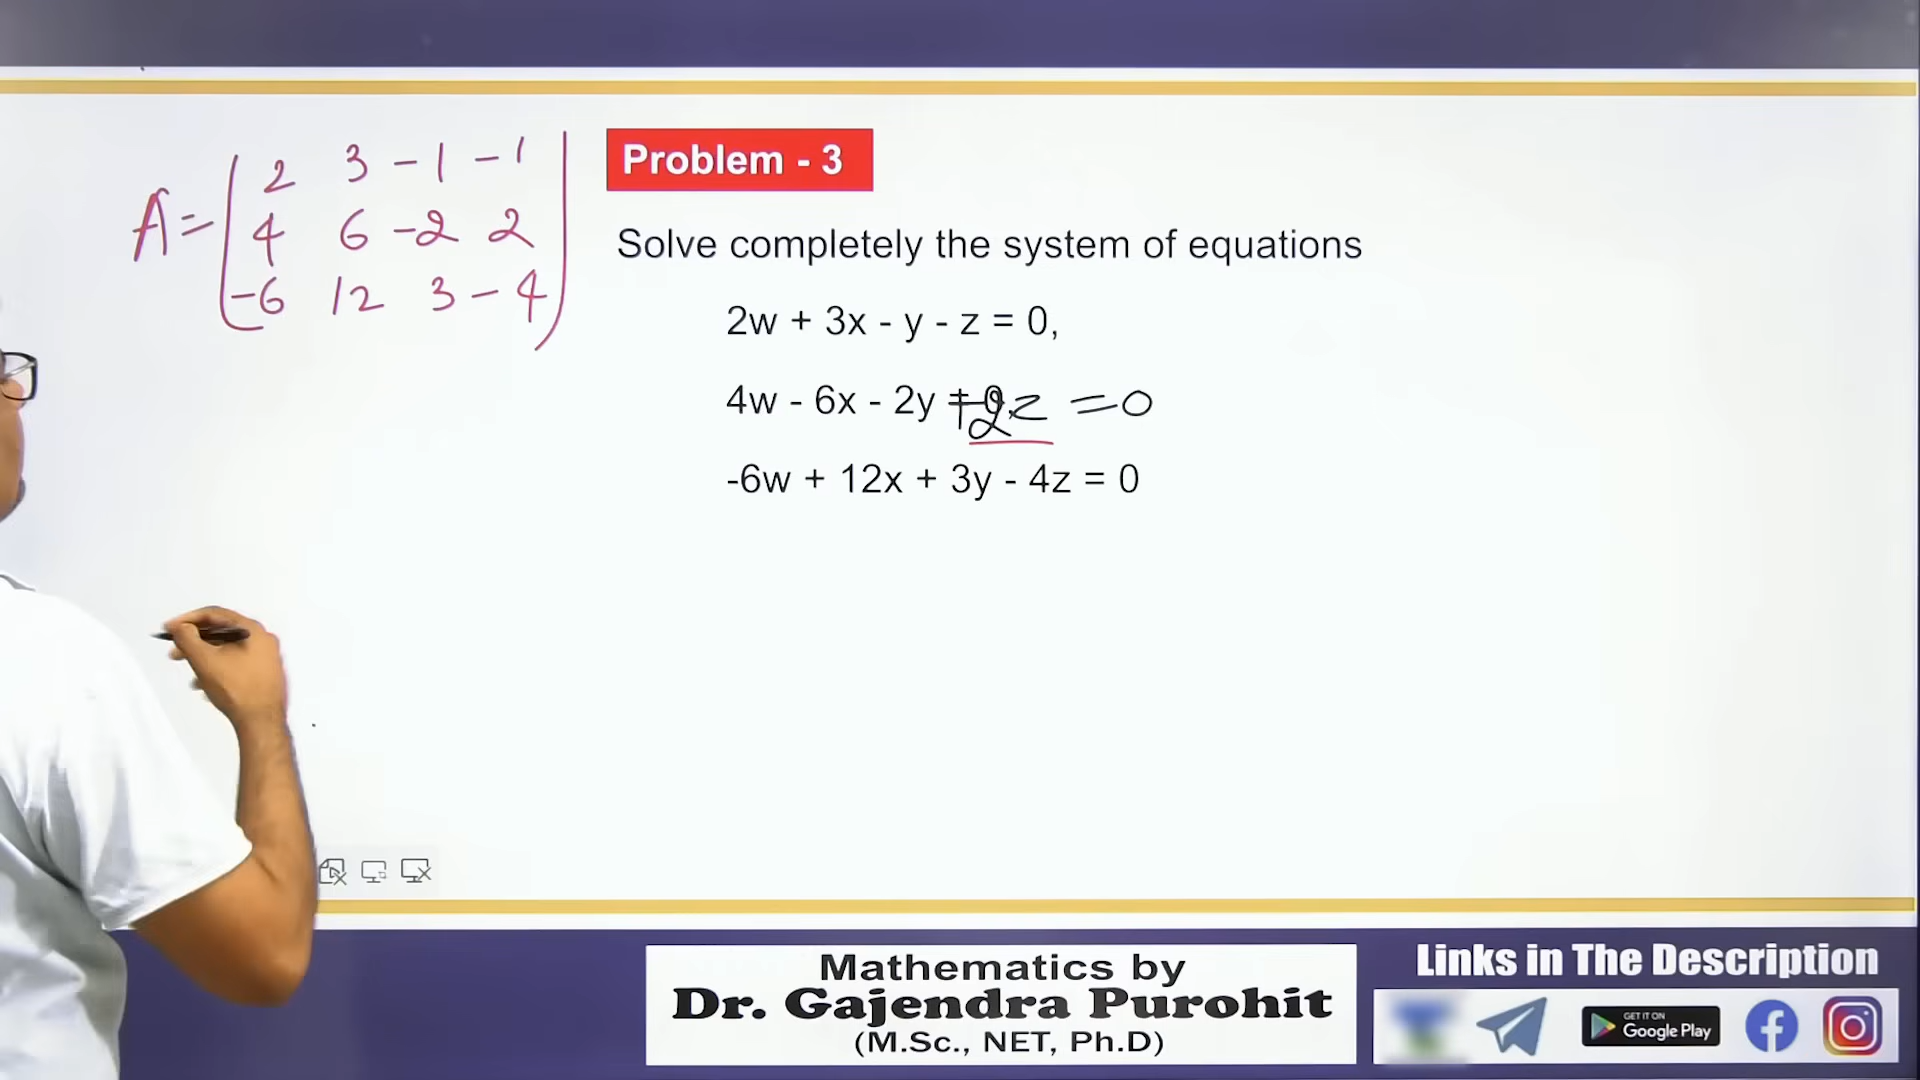 A = 2 3 -1 -1
4 6 -2 2
-6 12 3 -4
Problem - 3
Solve completely the system of equations
2w + 3x - y - z = 0,
4w - 6x - 2y +2z =0
-6w + 12x + 3y - 4z = 0
Mathematics by
Dr. Gajendra Purohit
(M.Sc., NET, Ph.D)
Links in The Description
GET IT ON
Google Play